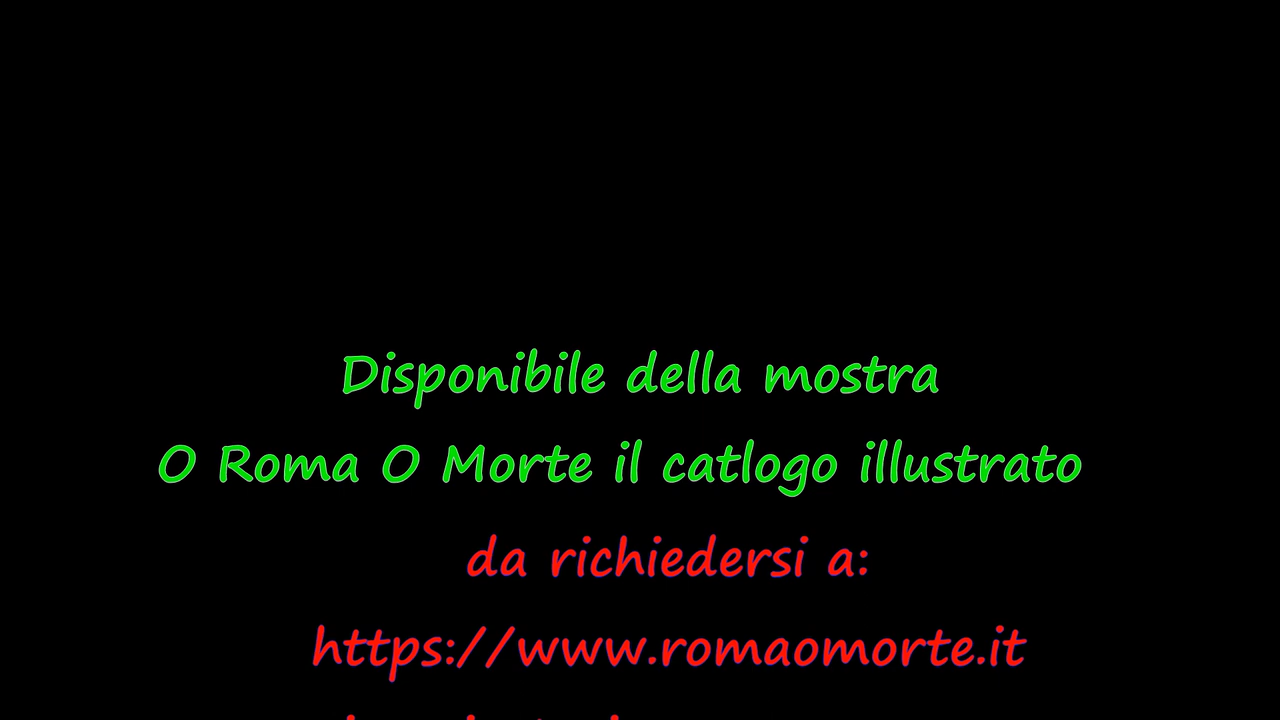 Disponibile della mostra
O Roma O Morte il catlogo illustrato
da richiedersi a:
https://www.romaomorte.it